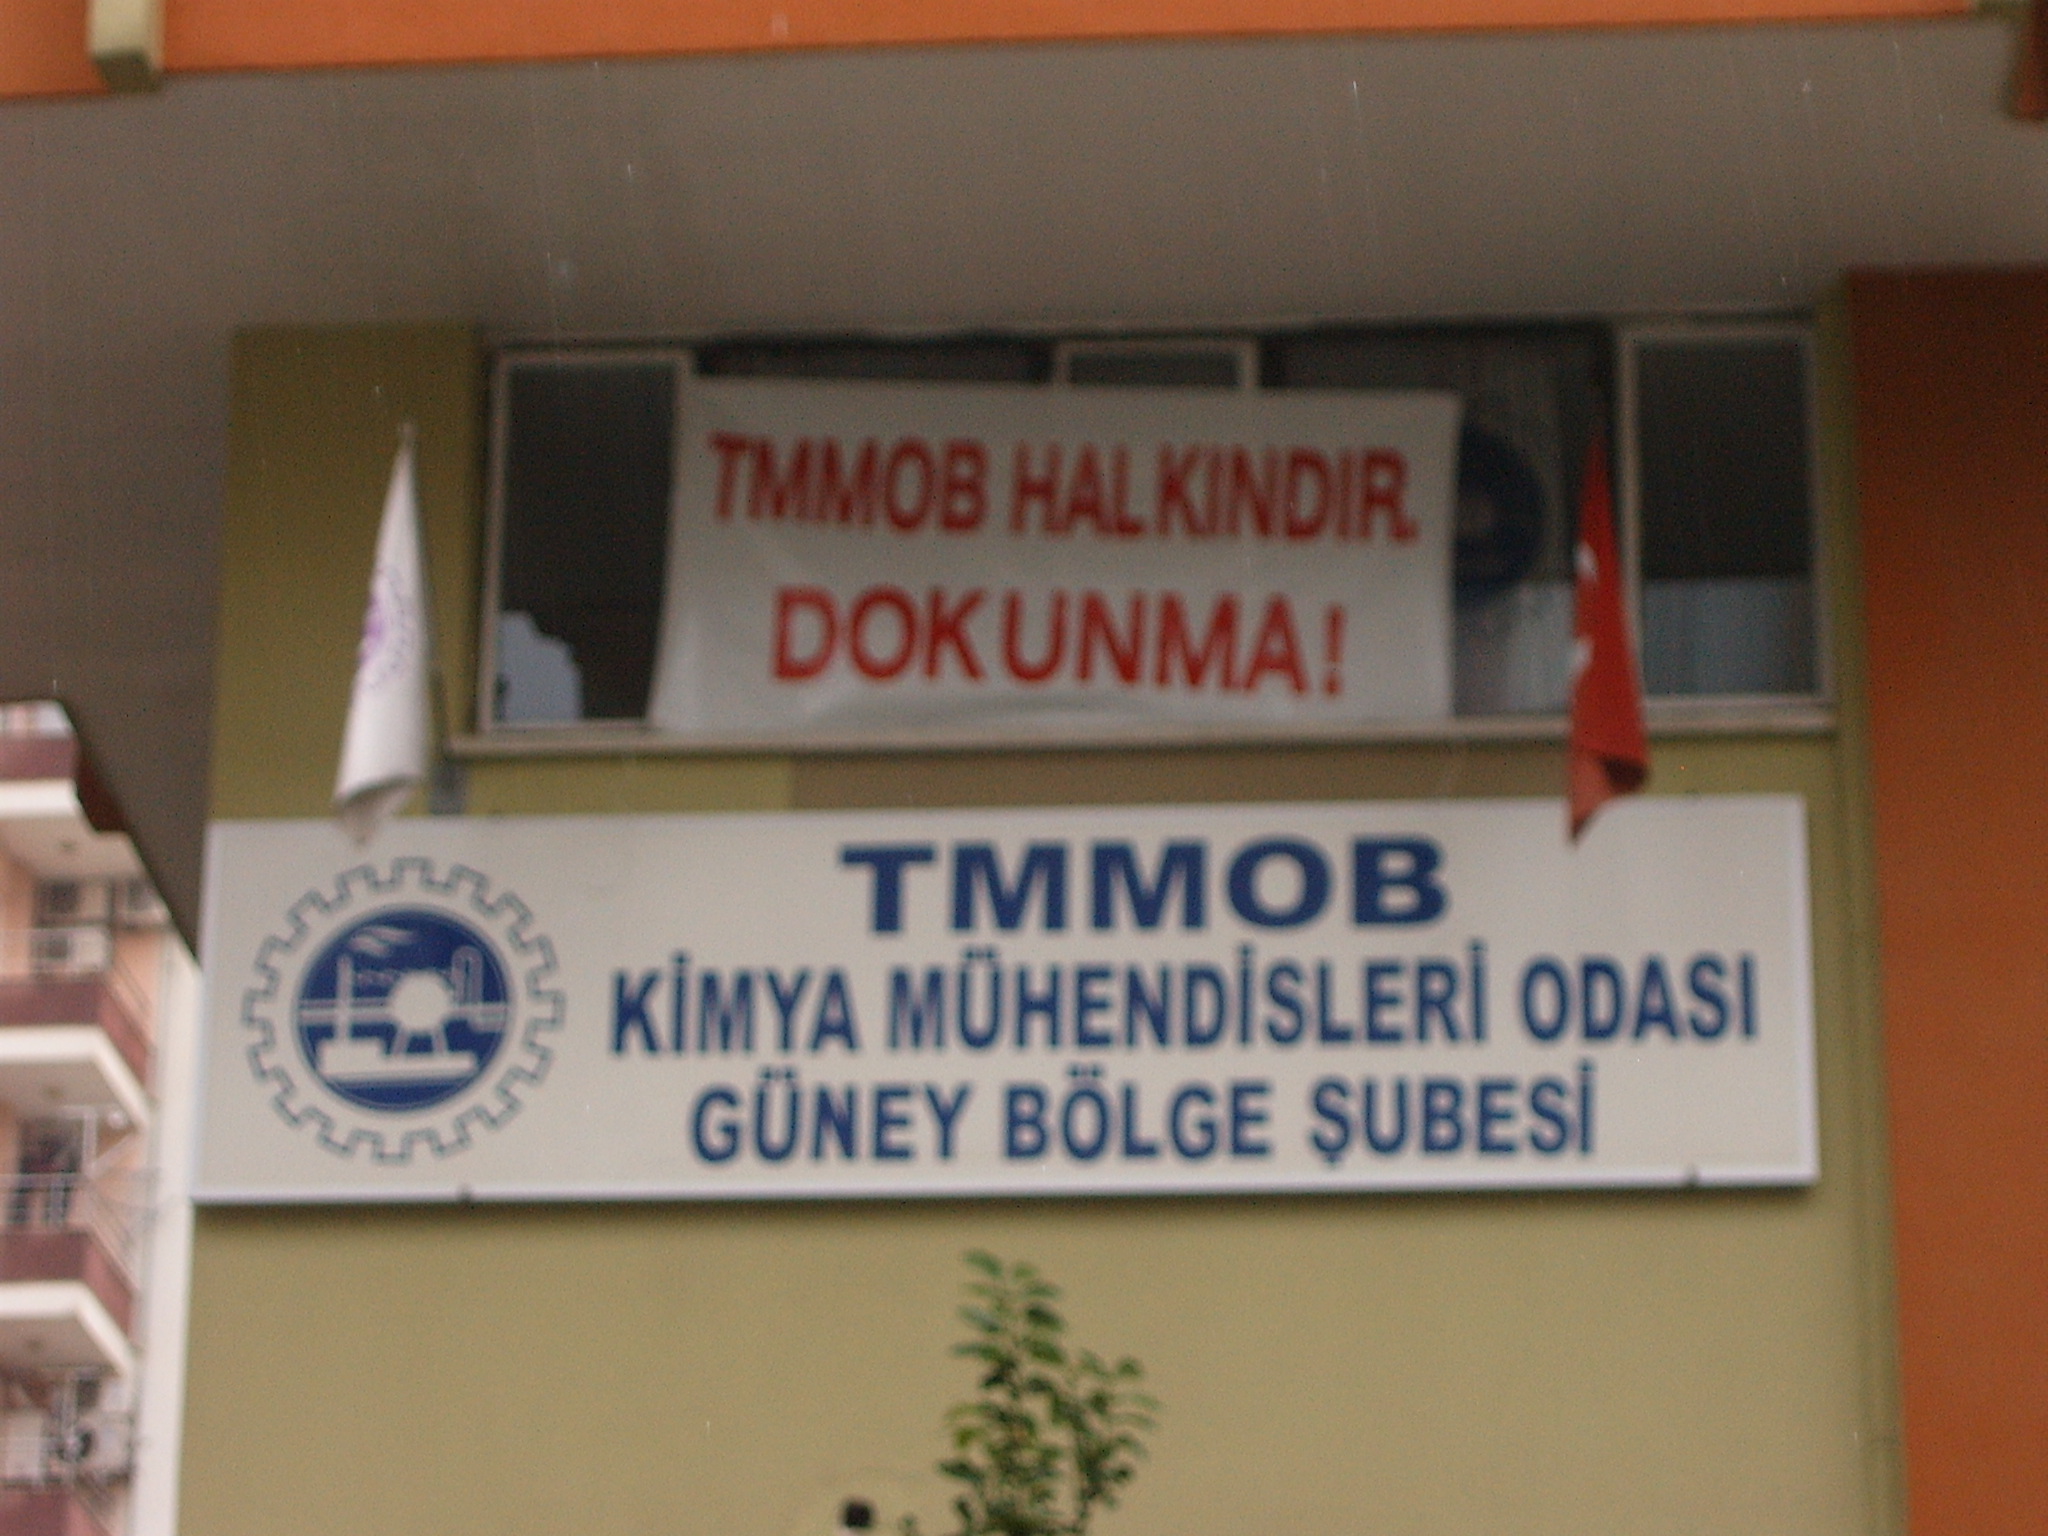 TMMOB HALKINDIR.
DOKUNMA!
TMMOB
KİMYA MÜHENDİSLERİ ODASI
GÜNEY BÖLGE ŞUBESİ